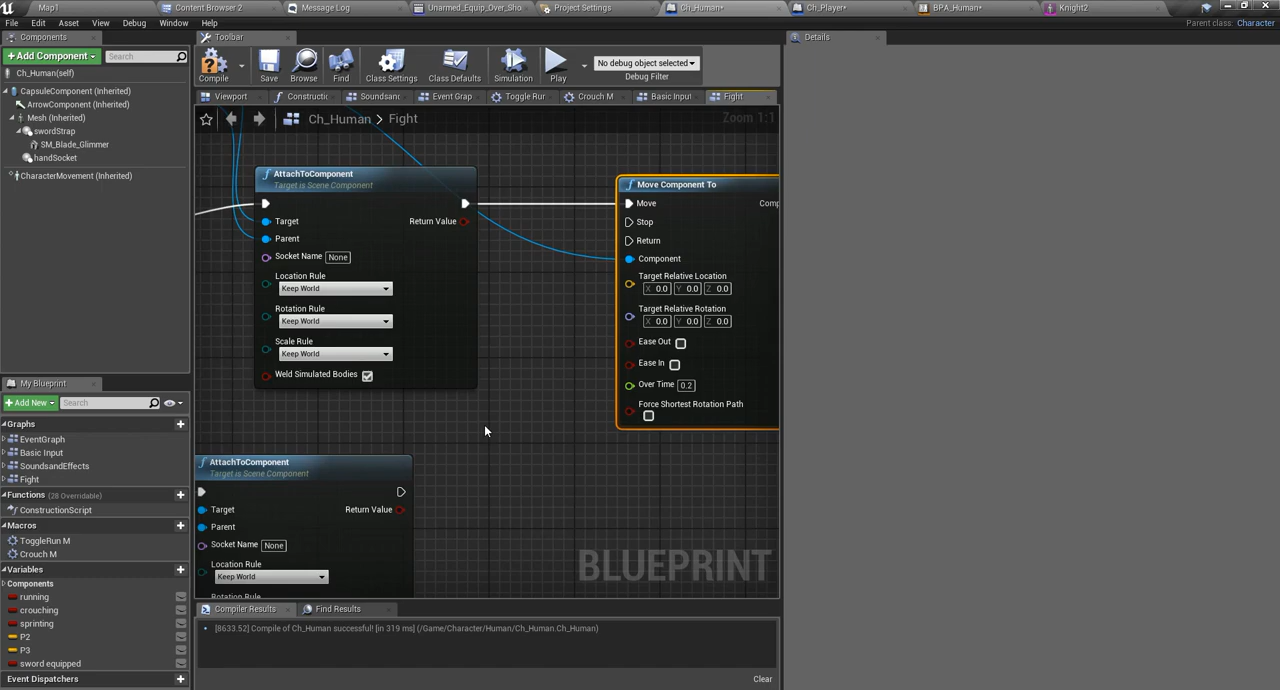 Map1
Content Browser 2
Message Log
Unarmed_Equip_Over_Sho
Project Settings
Ch_Human*
Ch_Player*
BPA_Human*
Knight2
File Edit Asset View Debug Window Help
Parent class: Character
Components
Toolbar
Details
+ Add Component
Search
Ch_Human(self)
CapsuleComponent (Inherited)
ArrowComponent (Inherited)
Mesh (Inherited)
swordStrap
SM_Blade_Glimmer
handSocket
CharacterMovement (Inherited)
Compile
Save
Browse
Find
Class Settings
Class Defaults
Simulation
Play
No debug object selected
Debug Filter
Viewport
Constructic
Soundsanc
Event Grap
Toggle Rur
Crouch M
Basic Input
Fight
Ch_Human > Fight
Zoom 1:1
AttachToComponent
Target is Scene Component
Target
Return Value
Parent
Socket Name None
Location Rule
Keep World
Rotation Rule
Keep World
Scale Rule
Keep World
Weld Simulated Bodies
Move Component To
Move
Comp
Stop
Return
Component
Target Relative Location
X 0.0 Y 0.0 Z 0.0
Target Relative Rotation
X 0.0 Y 0.0 Z 0.0
Ease Out
Ease In
Over Time 0.2
Force Shortest Rotation Path
AttachToComponent
Target is Scene Component
Target
Return Value
Parent
Socket Name None
Location Rule
Keep World
Rotation Rule
BLUEPRINT
My Blueprint
+ Add New
Search
Graphs
EventGraph
Basic Input
SoundsandEffects
Fight
Functions (28 Overridable)
ConstructionScript
Macros
ToggleRun M
Crouch M
Variables
Components
running
crouching
sprinting
P2
P3
sword equipped
Event Dispatchers
Compiler Results
Find Results
[8633.52] Compile of Ch_Human successful! [in 319 ms] (/Game/Character/Human/Ch_Human.Ch_Human)
Clear